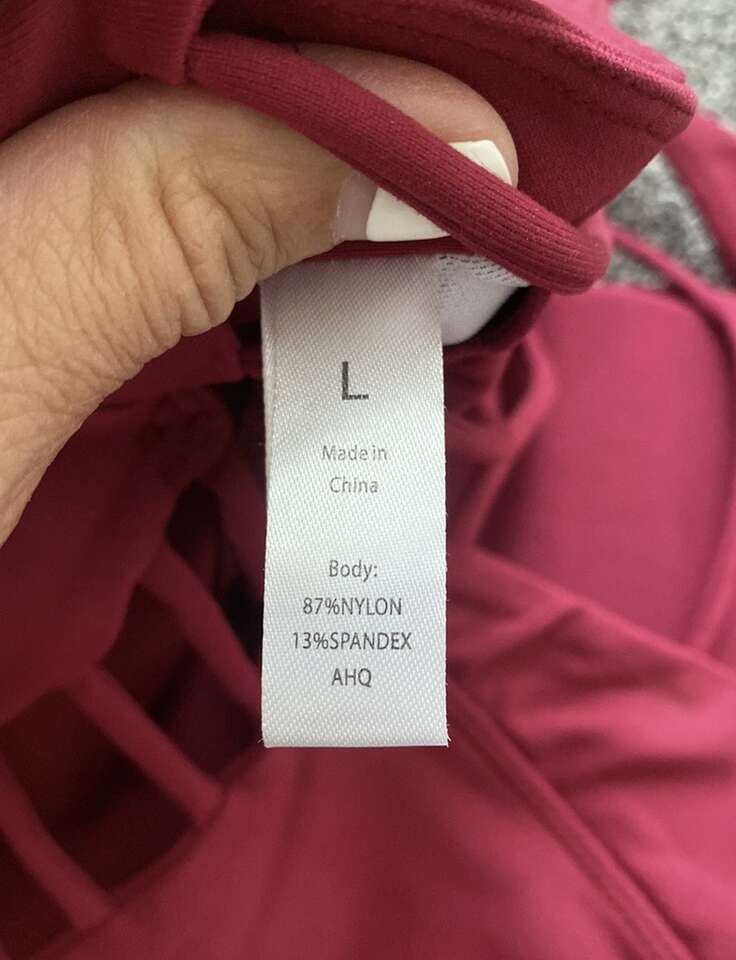 L
Made in
China
Body:
87%NYLON
13%SPANDEX
AHQ